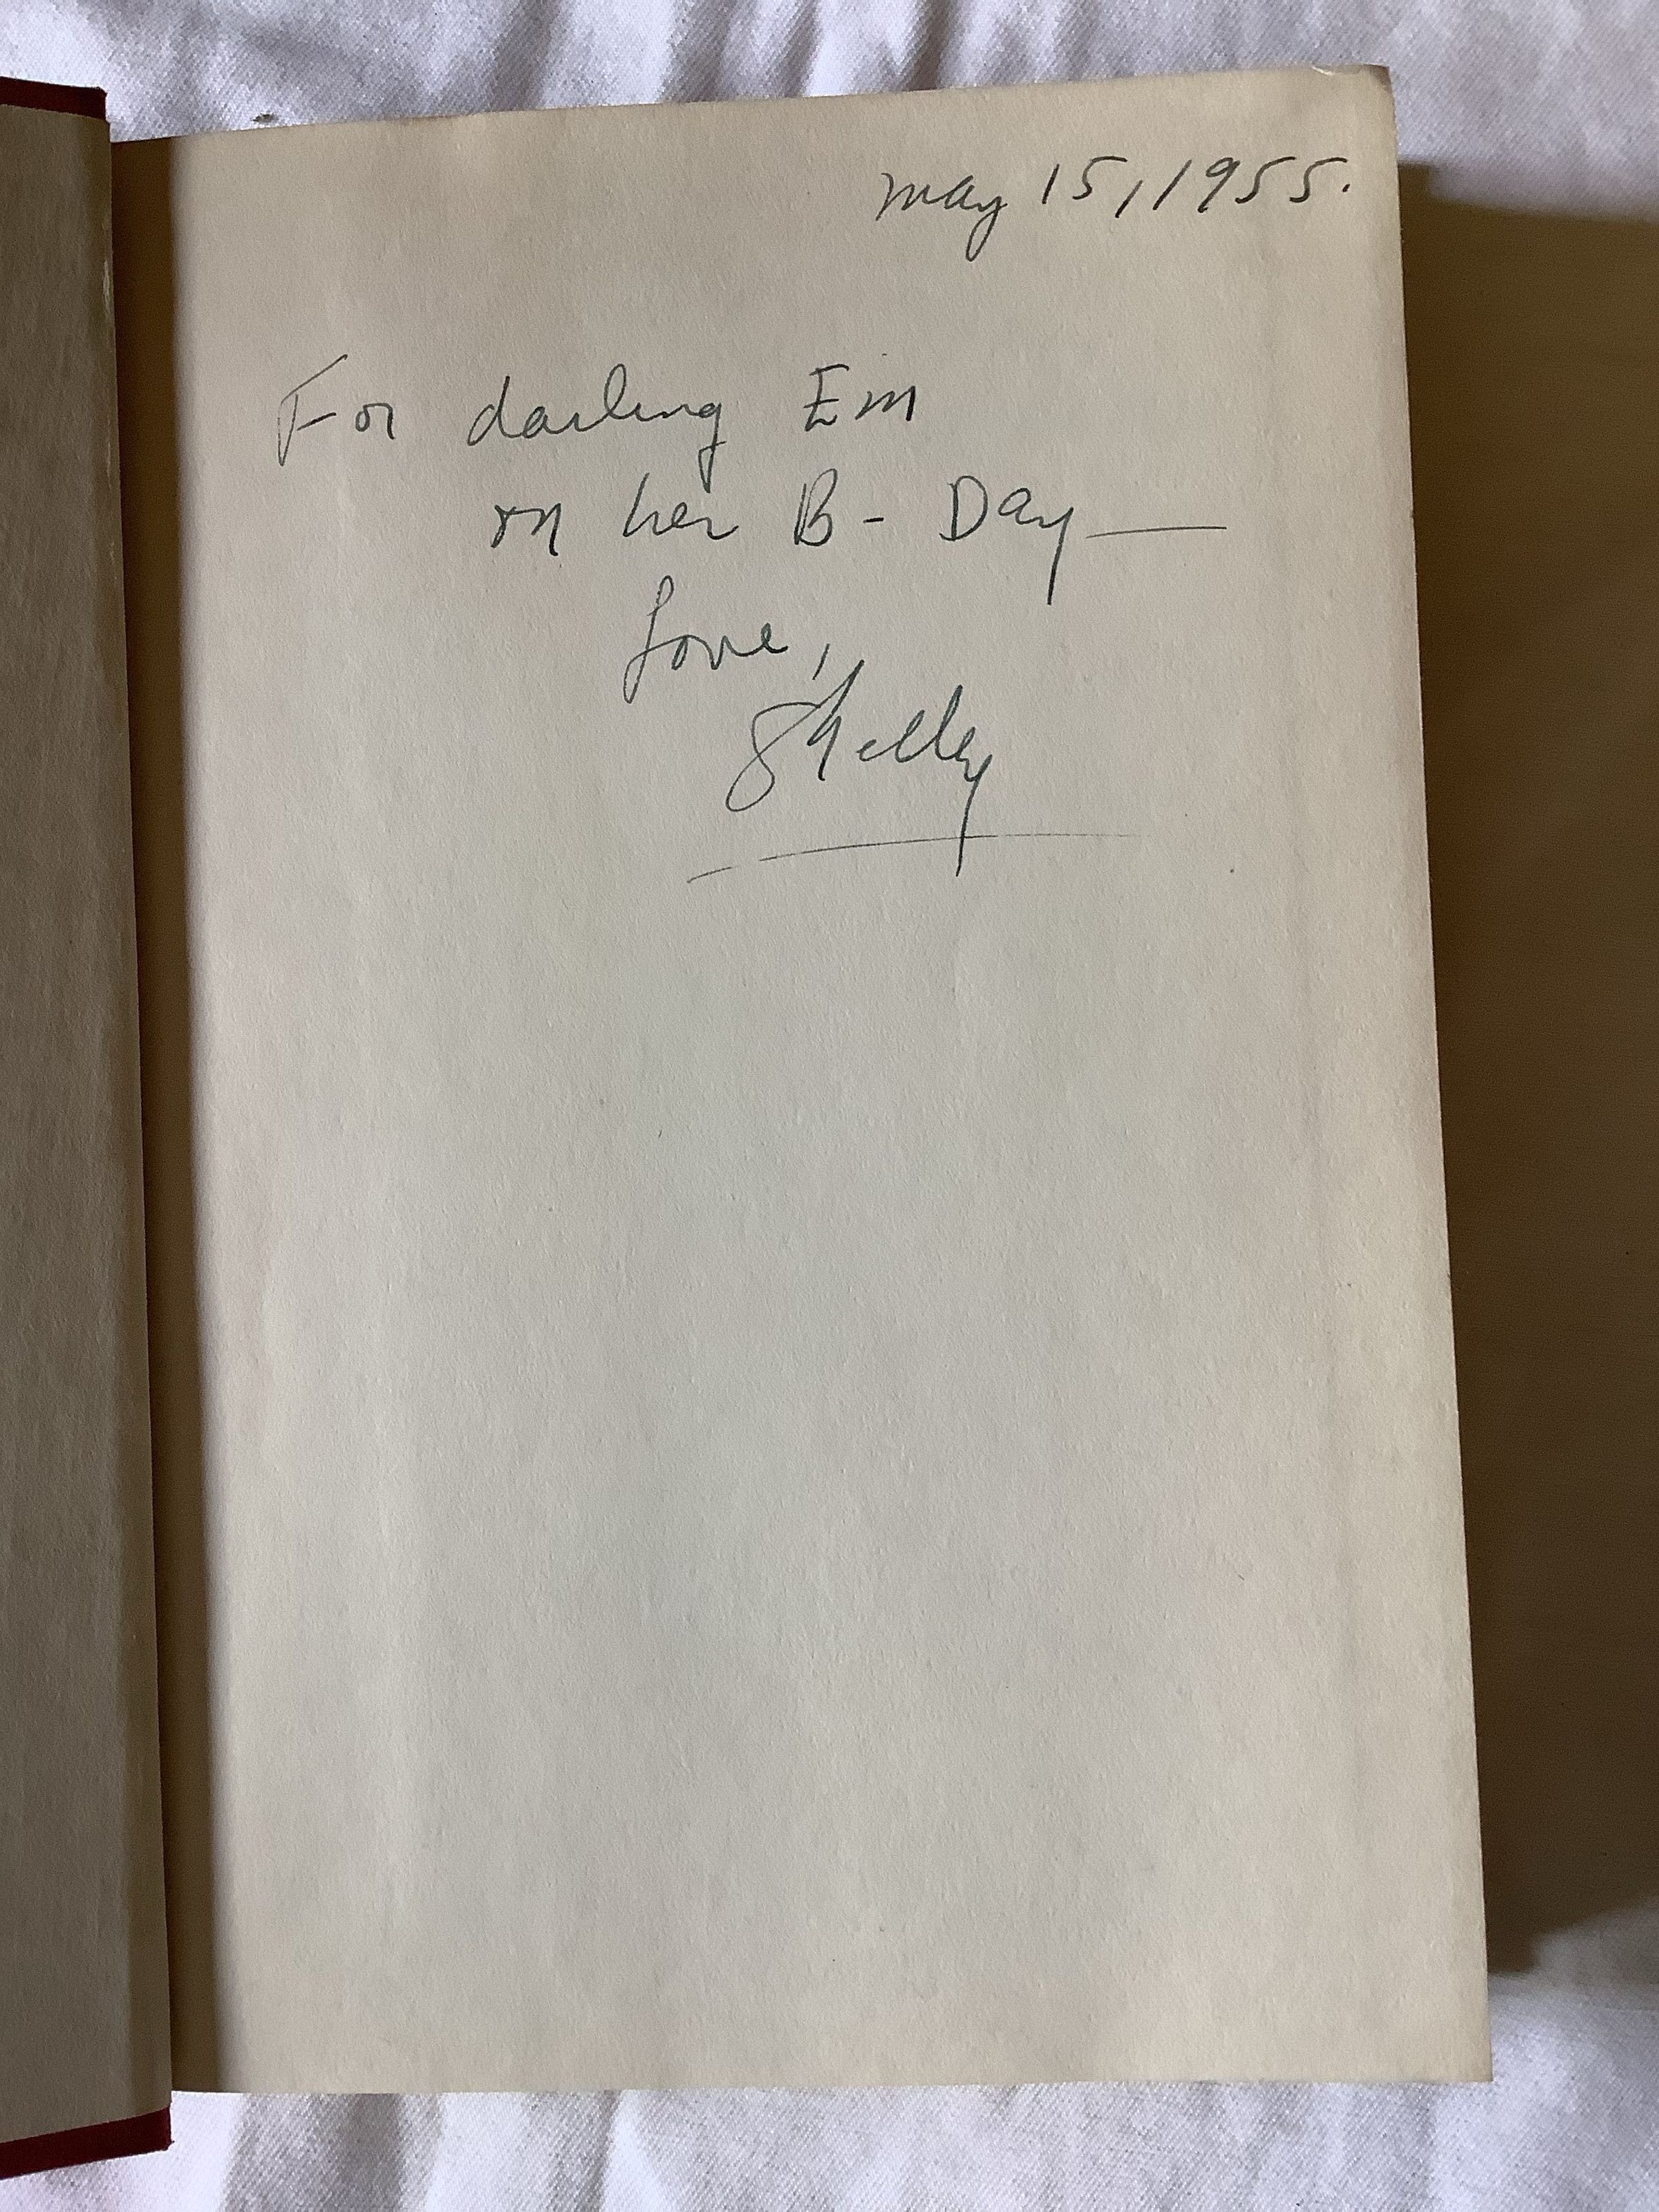 May 15, 1955.
For darling Em
on her B-Day —
Love,
Shelley